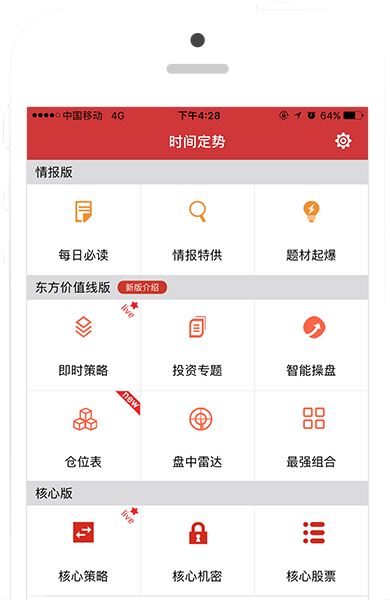 中国移动 4G 下午4:28 64%
时间定势
情报版
每日必读 情报特供 题材起爆
东方价值线版 新版介绍
live
即时策略 投资专题 智能操盘
new
仓位表 盘中雷达 最强组合
核心版
live
核心策略 核心机密 核心股票